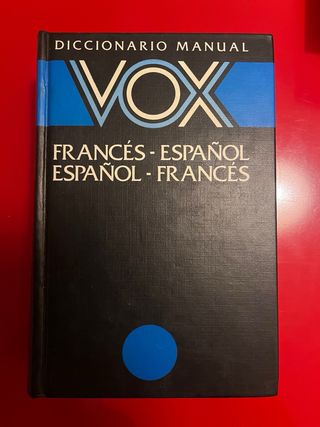 DICCIONARIO MANUAL
VOX
FRANCÉS - ESPAÑOL
ESPAÑOL - FRANCÉS